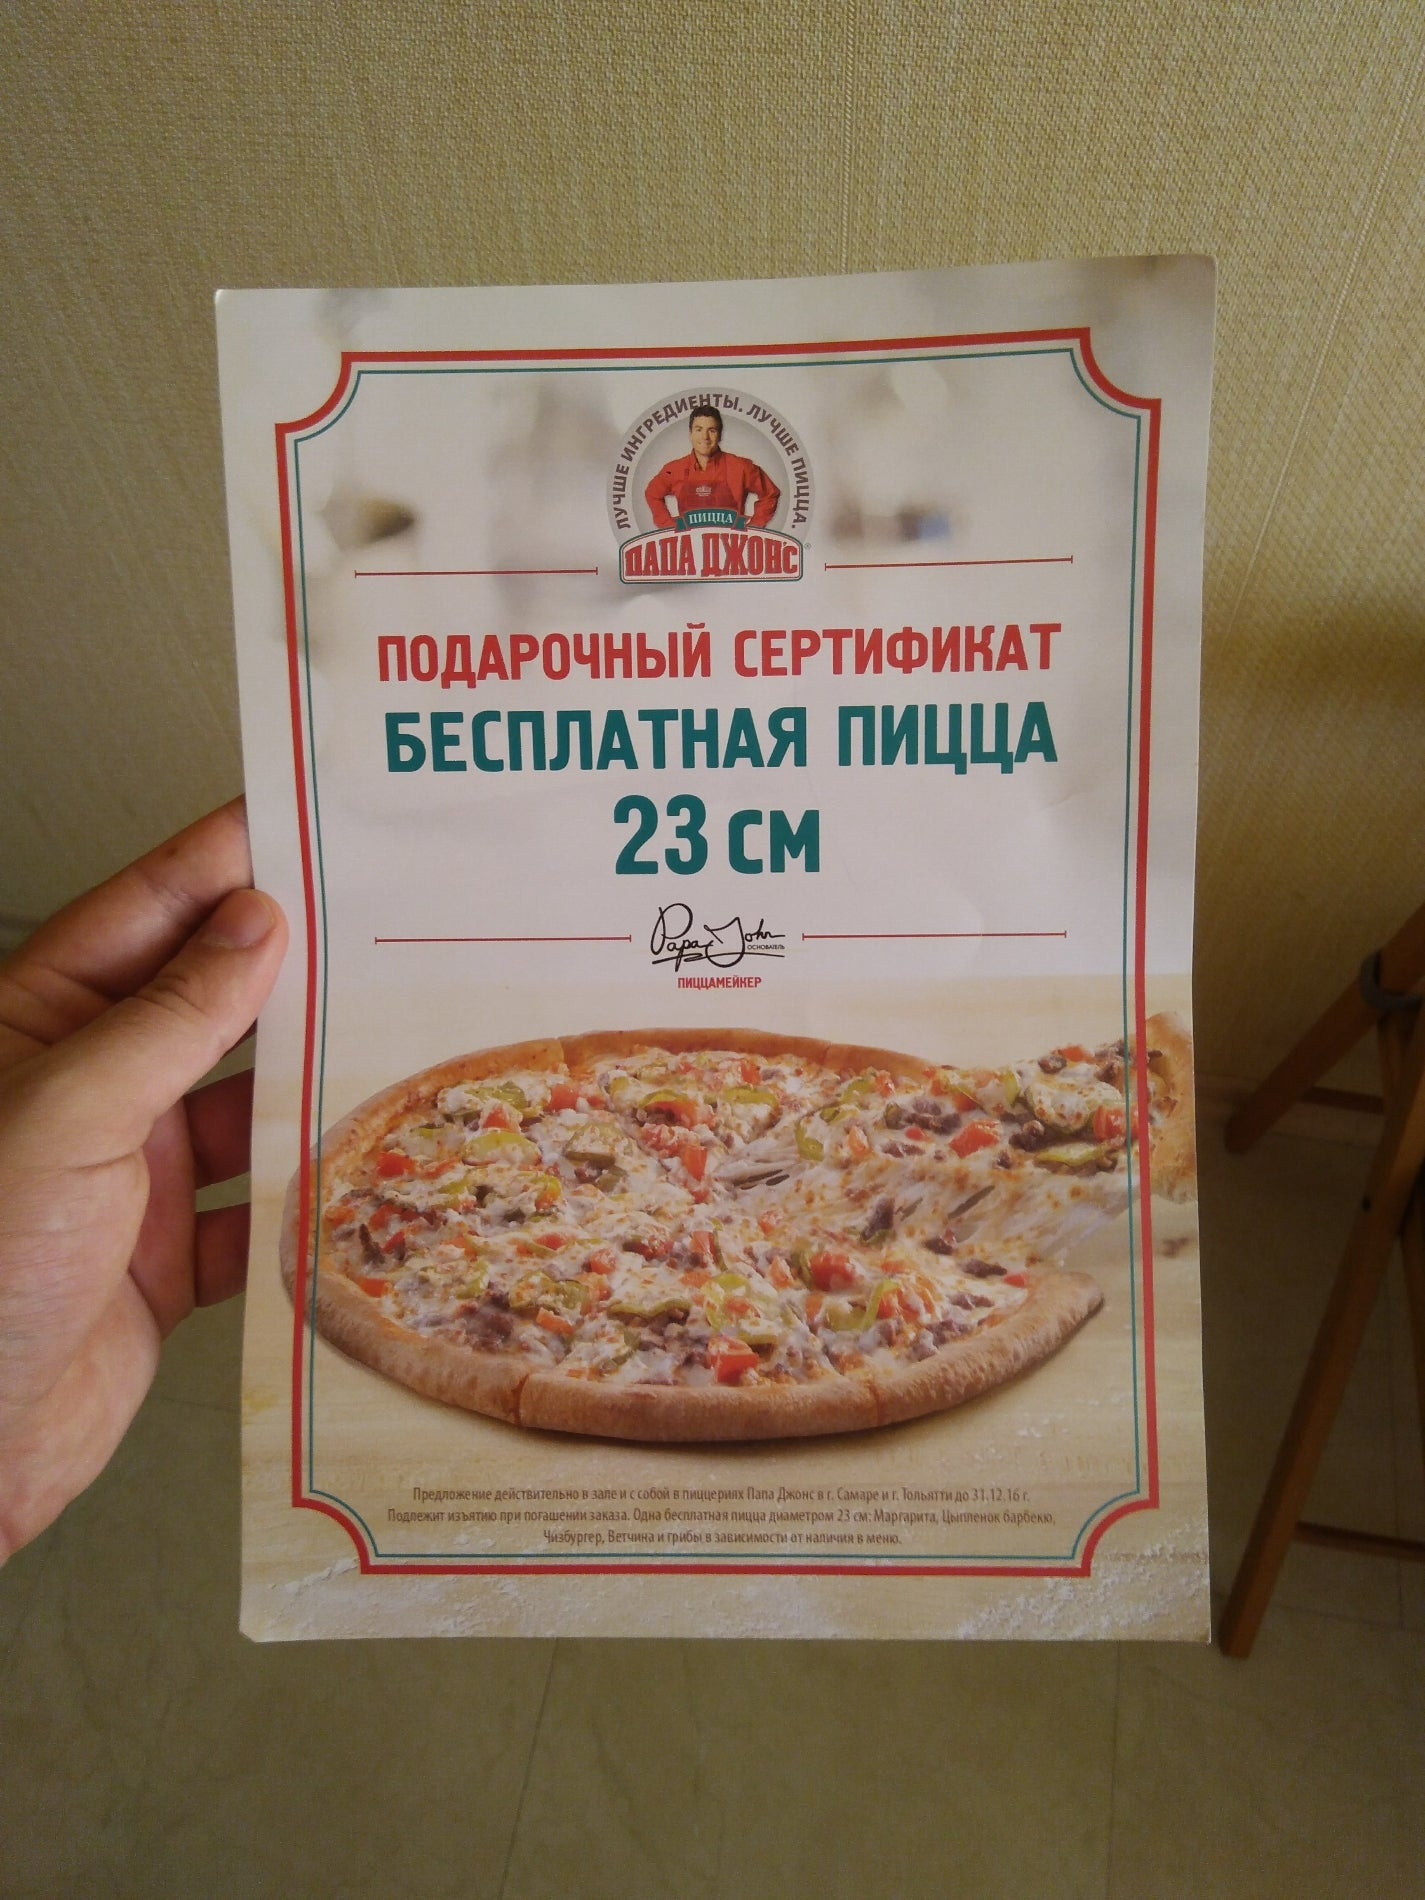 ЛУЧШЕ ИНГРЕДИЕНТЫ. ЛУЧШЕ ПИЦЦА.
ПИЦЦА
ПАПА ДЖОН'С
ПОДАРОЧНЫЙ СЕРТИФИКАТ
БЕСПЛАТНАЯ ПИЦЦА
23 СМ
Papa John
ОСНОВАТЕЛЬ
ПИЦЦАМЕЙКЕР
Предложение действительно в зале и с собой в пиццериях Папа Джонс в г. Самаре и г. Тольятти до 31.12.16 г.
Подлежит изъятию при погашении заказа. Одна бесплатная пицца диаметром 23 см: Маргарита, Цыпленок барбекю,
Чизбургер, Ветчина и грибы в зависимости от наличия в меню.